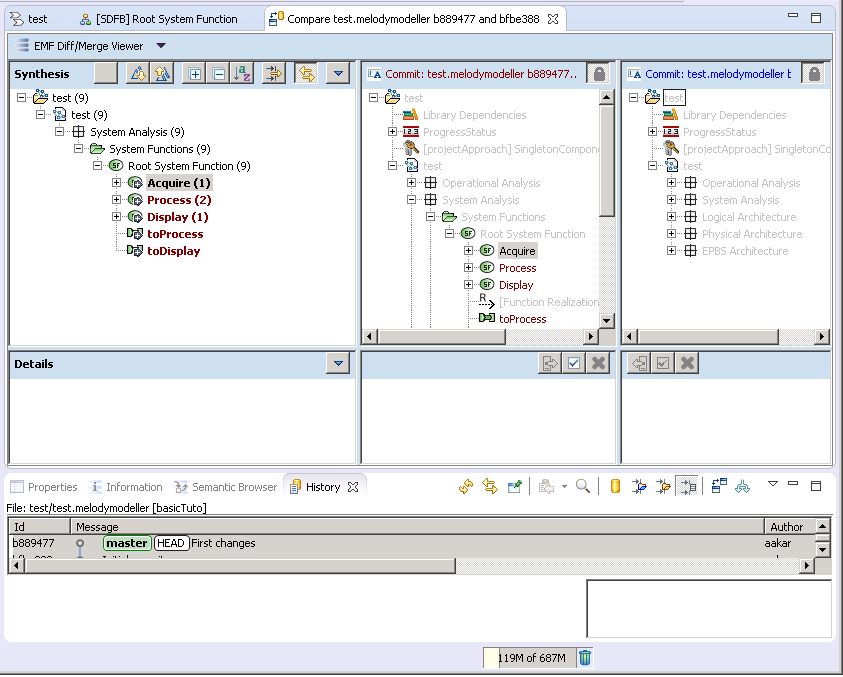 test
[SDFB] Root System Function
Compare test.melodymodeller b889477 and bfbe388
EMF Diff/Merge Viewer
Synthesis
Commit: test.melodymodeller b889477..
Commit: test.melodymodeller b
test (9)
test (9)
System Analysis (9)
System Functions (9)
Root System Function (9)
Acquire (1)
Process (2)
Display (1)
toProcess
toDisplay
test
Library Dependencies
ProgressStatus
[projectApproach] SingletonCompon
test
Operational Analysis
System Analysis
System Functions
Root System Function
Acquire
Process
Display
[Function Realization
toProcess
test
Library Dependencies
ProgressStatus
[projectApproach] SingletonCo
test
Operational Analysis
System Analysis
Logical Architecture
Physical Architecture
EPBS Architecture
Details
Properties
Information
Semantic Browser
History
File: test/test.melodymodeller [basicTuto]
Id Message Author
b889477 master HEAD First changes aakar
119M of 687M